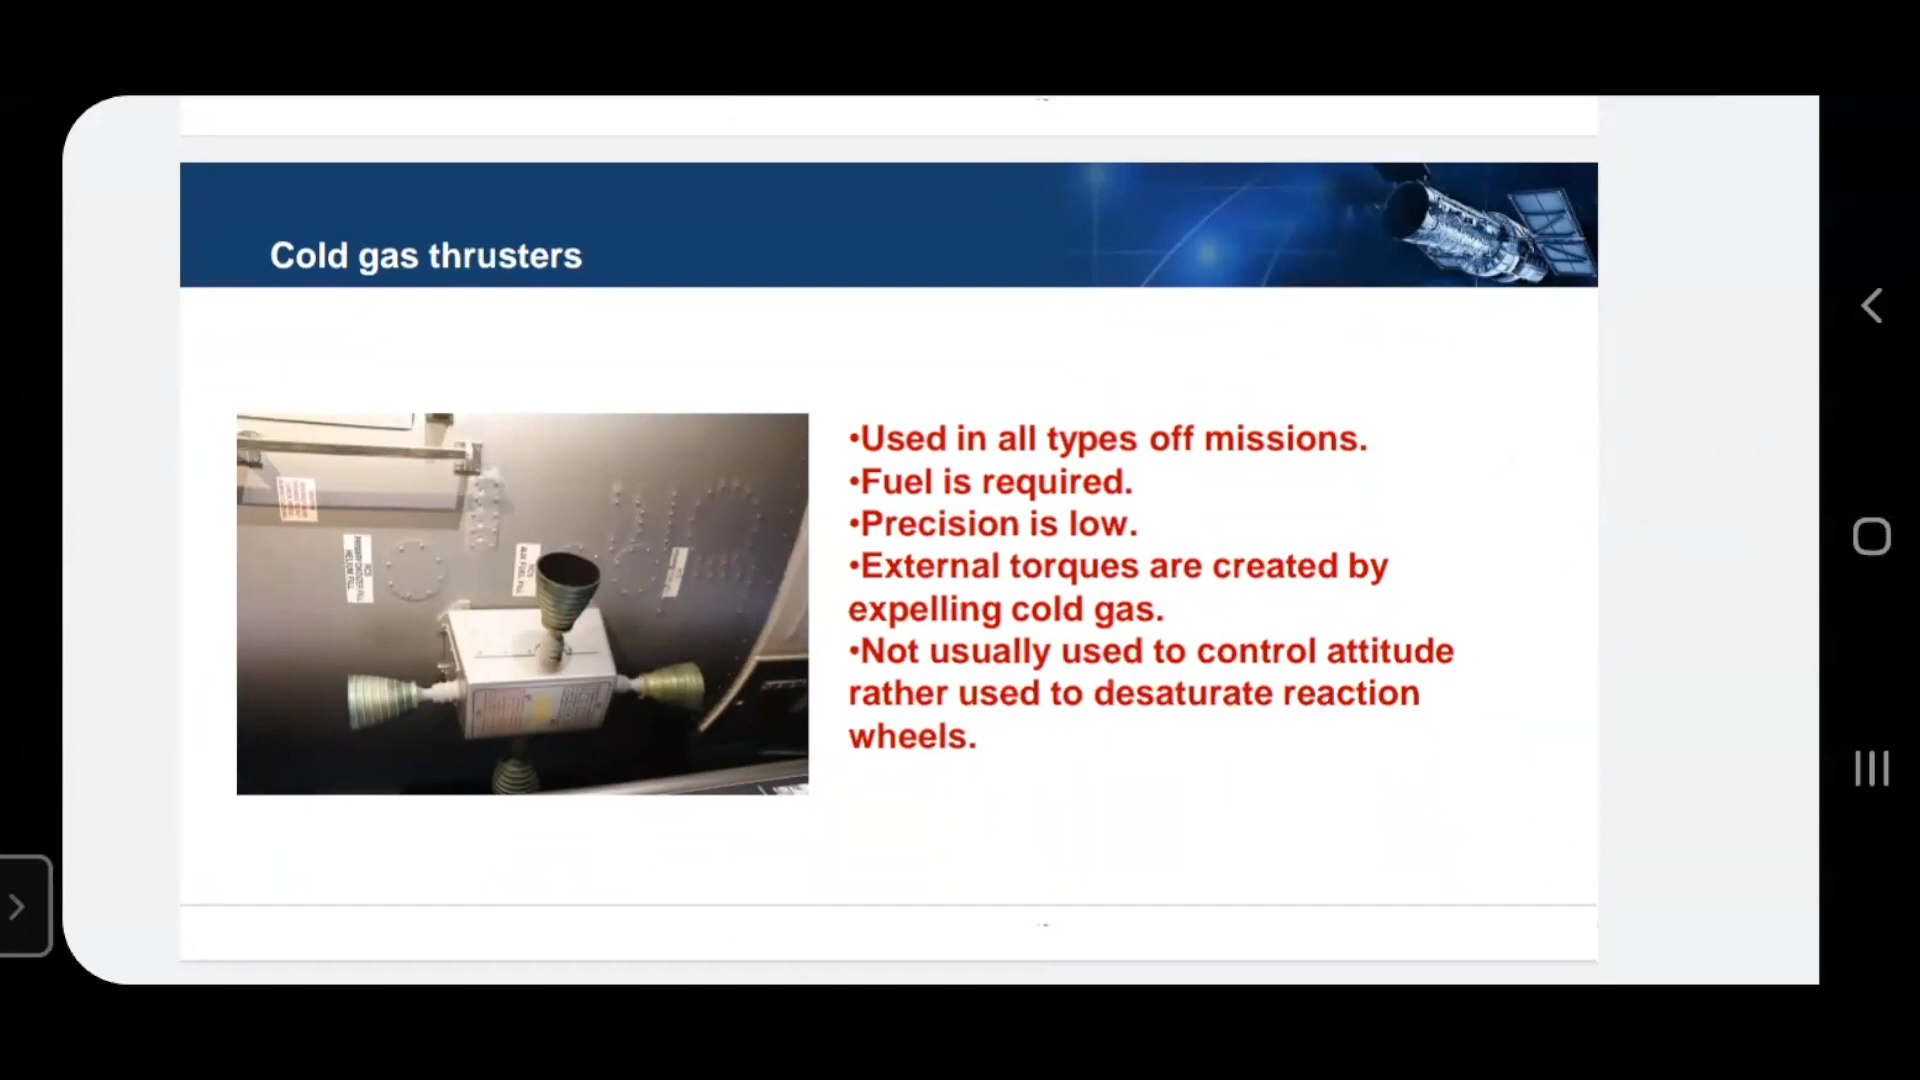 Cold gas thrusters
•Used in all types off missions.
•Fuel is required.
•Precision is low.
•External torques are created by
expelling cold gas.
•Not usually used to control attitude
rather used to desaturate reaction
wheels.